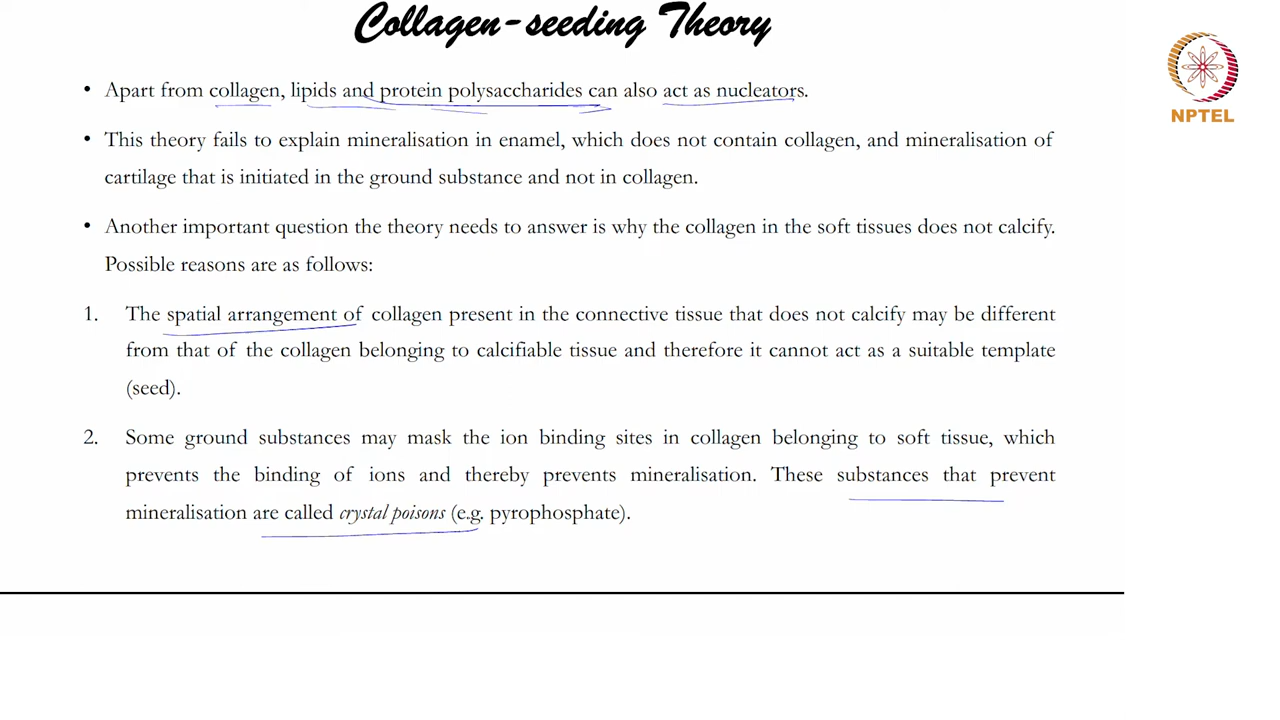 Collagen-seeding Theory
NPTEL
• Apart from collagen, lipids and protein polysaccharides can also act as nucleators.
• This theory fails to explain mineralisation in enamel, which does not contain collagen, and mineralisation of
cartilage that is initiated in the ground substance and not in collagen.
• Another important question the theory needs to answer is why the collagen in the soft tissues does not calcify.
Possible reasons are as follows:
1. The spatial arrangement of collagen present in the connective tissue that does not calcify may be different
from that of the collagen belonging to calcifiable tissue and therefore it cannot act as a suitable template
(seed).
2. Some ground substances may mask the ion binding sites in collagen belonging to soft tissue, which
prevents the binding of ions and thereby prevents mineralisation. These substances that prevent
mineralisation are called crystal poisons (e.g. pyrophosphate).